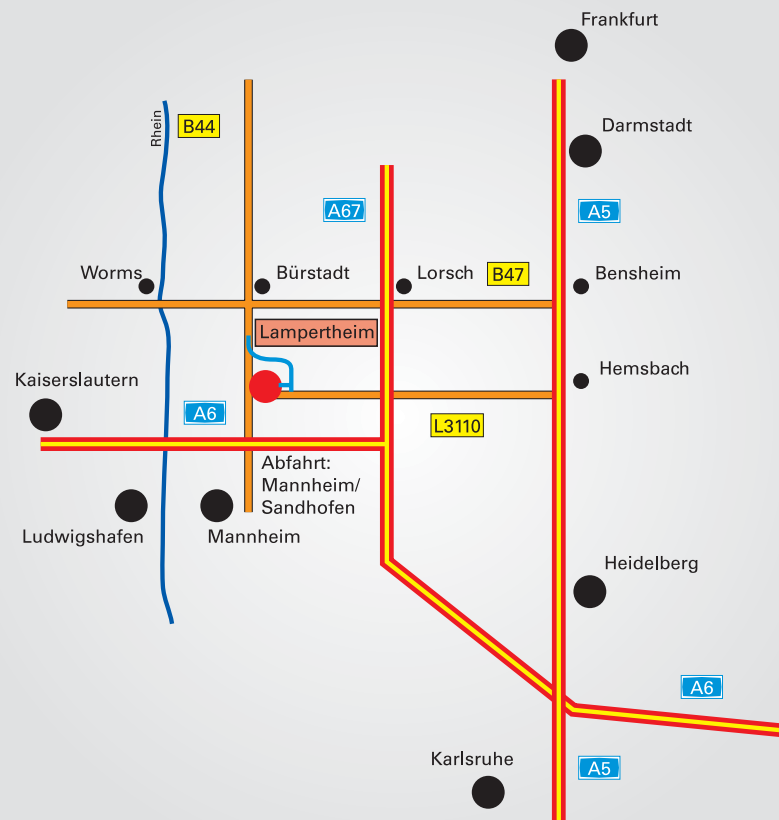 Frankfurt
Rhein
B44
Darmstadt
A67
A5
Worms
Bürstadt
Lorsch
B47
Bensheim
Lampertheim
Kaiserslautern
Hemsbach
A6
L3110
Abfahrt:
Mannheim/
Sandhofen
Ludwigshafen
Mannheim
Heidelberg
A6
Karlsruhe
A5